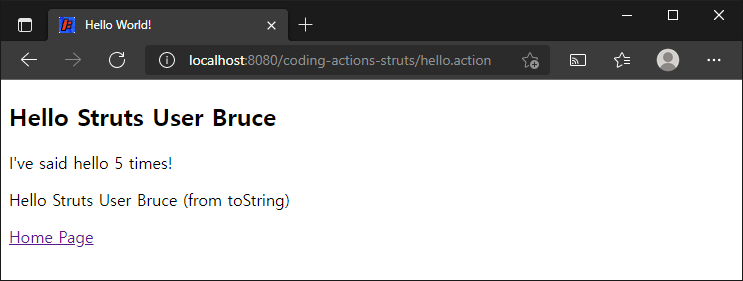 Hello World!
localhost:8080/coding-actions-struts/hello.action
Hello Struts User Bruce
I've said hello 5 times!
Hello Struts User Bruce (from toString)
Home Page